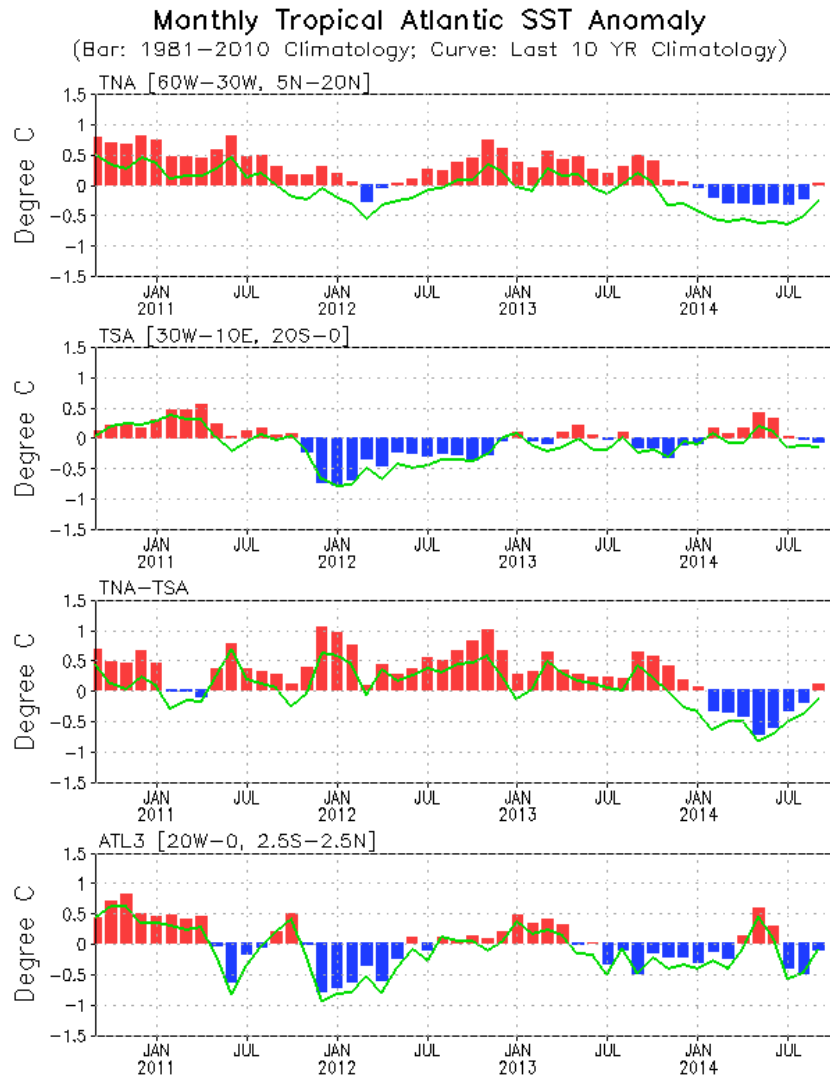 Monthly Tropical Atlantic SST Anomaly
(Bar: 1981-2010 Climatology; Curve: Last 10 YR Climatology)
TNA [60W-30W, 5N-20N]
Degree C
1.5
1
0.5
0
-0.5
-1
-1.5
JAN JUL JAN JUL JAN JUL JAN JUL
2011 2012 2013 2014
TSA [30W-10E, 20S-0]
Degree C
1.5
1
0.5
0
-0.5
-1
-1.5
JAN JUL JAN JUL JAN JUL JAN JUL
2011 2012 2013 2014
TNA-TSA
Degree C
1.5
1
0.5
0
-0.5
-1
-1.5
JAN JUL JAN JUL JAN JUL JAN JUL
2011 2012 2013 2014
ATL3 [20W-0, 2.5S-2.5N]
Degree C
1.5
1
0.5
0
-0.5
-1
-1.5
JAN JUL JAN JUL JAN JUL JAN JUL
2011 2012 2013 2014